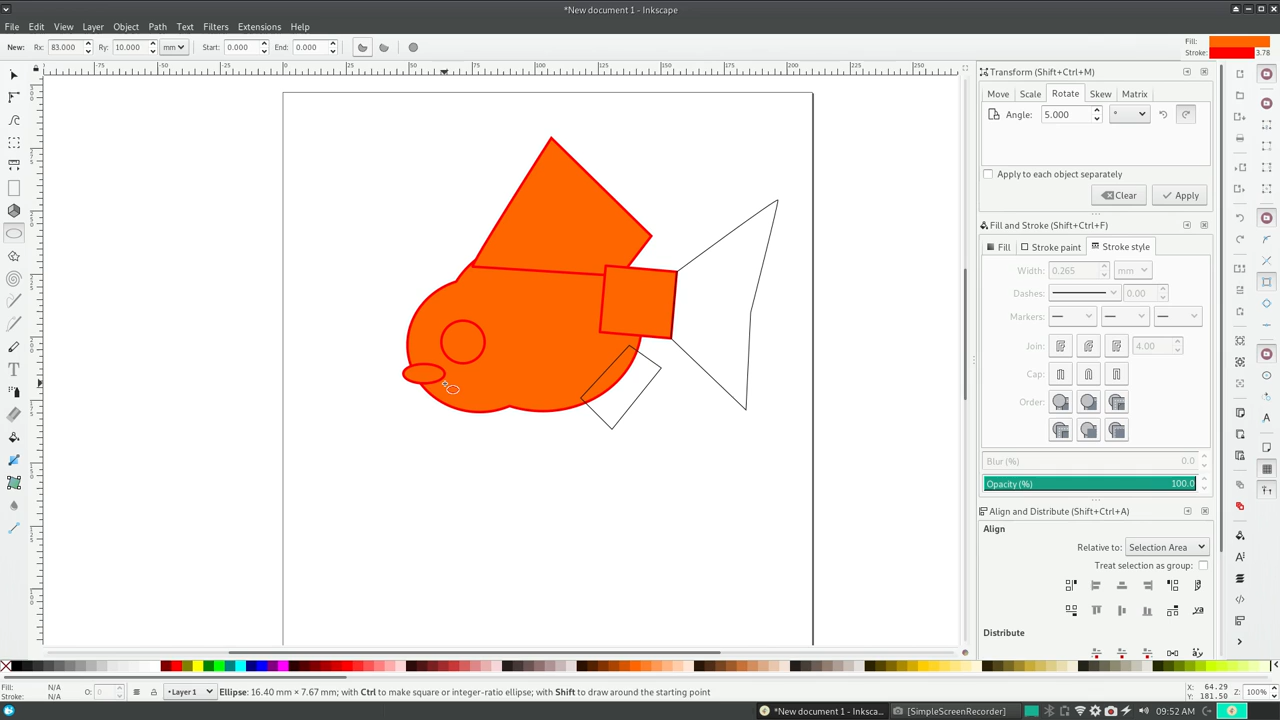 *New document 1 - Inkscape
File Edit View Layer Object Path Text Filters Extensions Help
New: Rx: 83.000 Ry: 10.000 mm Start: 0.000 End: 0.000
Fill:
Stroke: 3.78
Transform (Shift+Ctrl+M)
Move Scale Rotate Skew Matrix
Angle: 5.000 °
Apply to each object separately
Clear Apply
Fill and Stroke (Shift+Ctrl+F)
Fill Stroke paint Stroke style
Width: 0.265 mm
Dashes: 0.00
Markers:
Join: 4.00
Cap:
Order:
Blur (%) 0.0
Opacity (%) 100.0
Align and Distribute (Shift+Ctrl+A)
Align
Relative to: Selection Area
Treat selection as group:
Distribute
Fill: N/A
Stroke: N/A
O: 0
Layer 1
Ellipse: 16.40 mm × 7.67 mm; with Ctrl to make square or integer-ratio ellipse; with Shift to draw around the starting point
X: 64.29
Y: 181.50
Z: 100%
*New document 1 - Inksca... [SimpleScreenRecorder] 09:52 AM